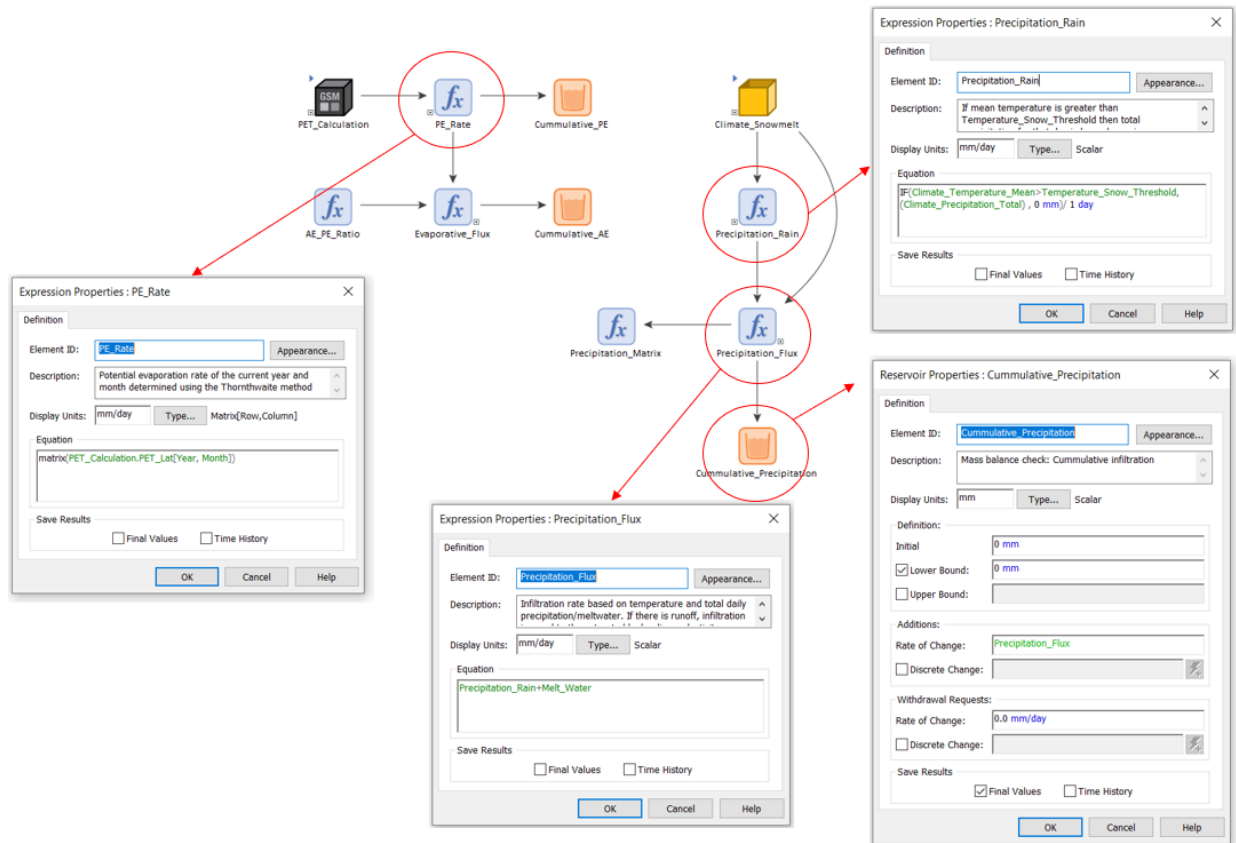 GSM
PET_Calculation
fx
PE_Rate
Cummulative_PE
Climate_Snowmelt
fx
AE_PE_Ratio
fx
Evaporative_Flux
Cummulative_AE
fx
Precipitation_Rain
fx
Precipitation_Matrix
fx
Precipitation_Flux
Cummulative_Precipitation
Expression Properties : Precipitation_Rain
Definition
Element ID: Precipitation_Rain Appearance...
Description: If mean temperature is greater than
Temperature_Snow_Threshold then total
Display Units: mm/day Type... Scalar
Equation
IF(Climate_Temperature_Mean>Temperature_Snow_Threshold,
(Climate_Precipitation_Total) , 0 mm)/ 1 day
Save Results
Final Values Time History
OK Cancel Help
Expression Properties : PE_Rate
Definition
Element ID: PE_Rate Appearance...
Description: Potential evaporation rate of the current year and
month determined using the Thornthwaite method
Display Units: mm/day Type... Matrix[Row,Column]
Equation
matrix(PET_Calculation.PET_Lat[Year, Month])
Save Results
Final Values Time History
OK Cancel Help
Expression Properties : Precipitation_Flux
Definition
Element ID: Precipitation_Flux Appearance...
Description: Infiltration rate based on temperature and total daily
precipitation/meltwater. If there is runoff, infiltration
Display Units: mm/day Type... Scalar
Equation
Precipitation_Rain+Melt_Water
Save Results
Final Values Time History
OK Cancel Help
Reservoir Properties : Cummulative_Precipitation
Definition
Element ID: Cummulative_Precipitation Appearance...
Description: Mass balance check: Cummulative infiltration
Display Units: mm Type... Scalar
Definition:
Initial 0 mm
Lower Bound: 0 mm
Upper Bound:
Additions:
Rate of Change: Precipitation_Flux
Discrete Change:
Withdrawal Requests:
Rate of Change: 0.0 mm/day
Discrete Change:
Save Results
Final Values Time History
OK Cancel Help